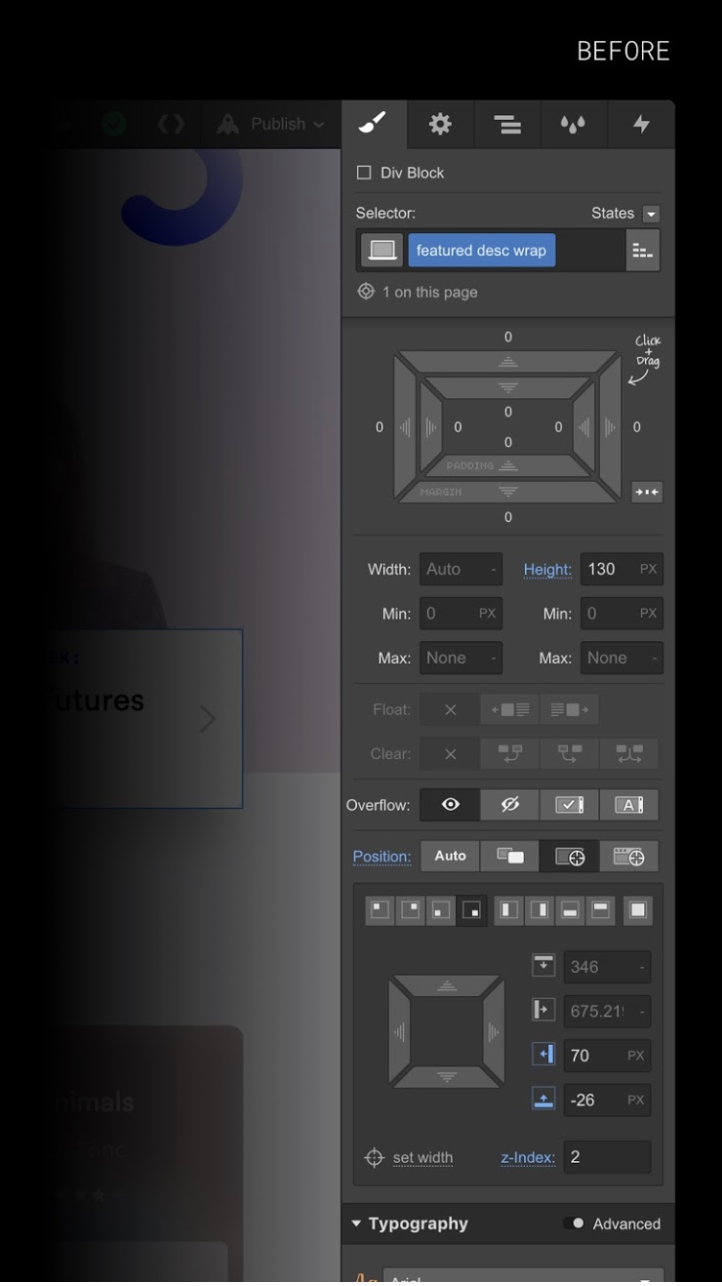 BEFORE
Publish
Div Block
Selector: States
featured desc wrap
1 on this page
0
Click
+
Drag
0 0 0 0 0 0
PADDING
MARGIN
0
Width: Auto - Height: 130 PX
Min: 0 PX Min: 0 PX
Max: None - Max: None -
utures
Float:
Clear:
Overflow: A
Position: Auto
346 -
675.21 -
70 PX
nimals
-26 PX
set width z-Index: 2
Typography Advanced